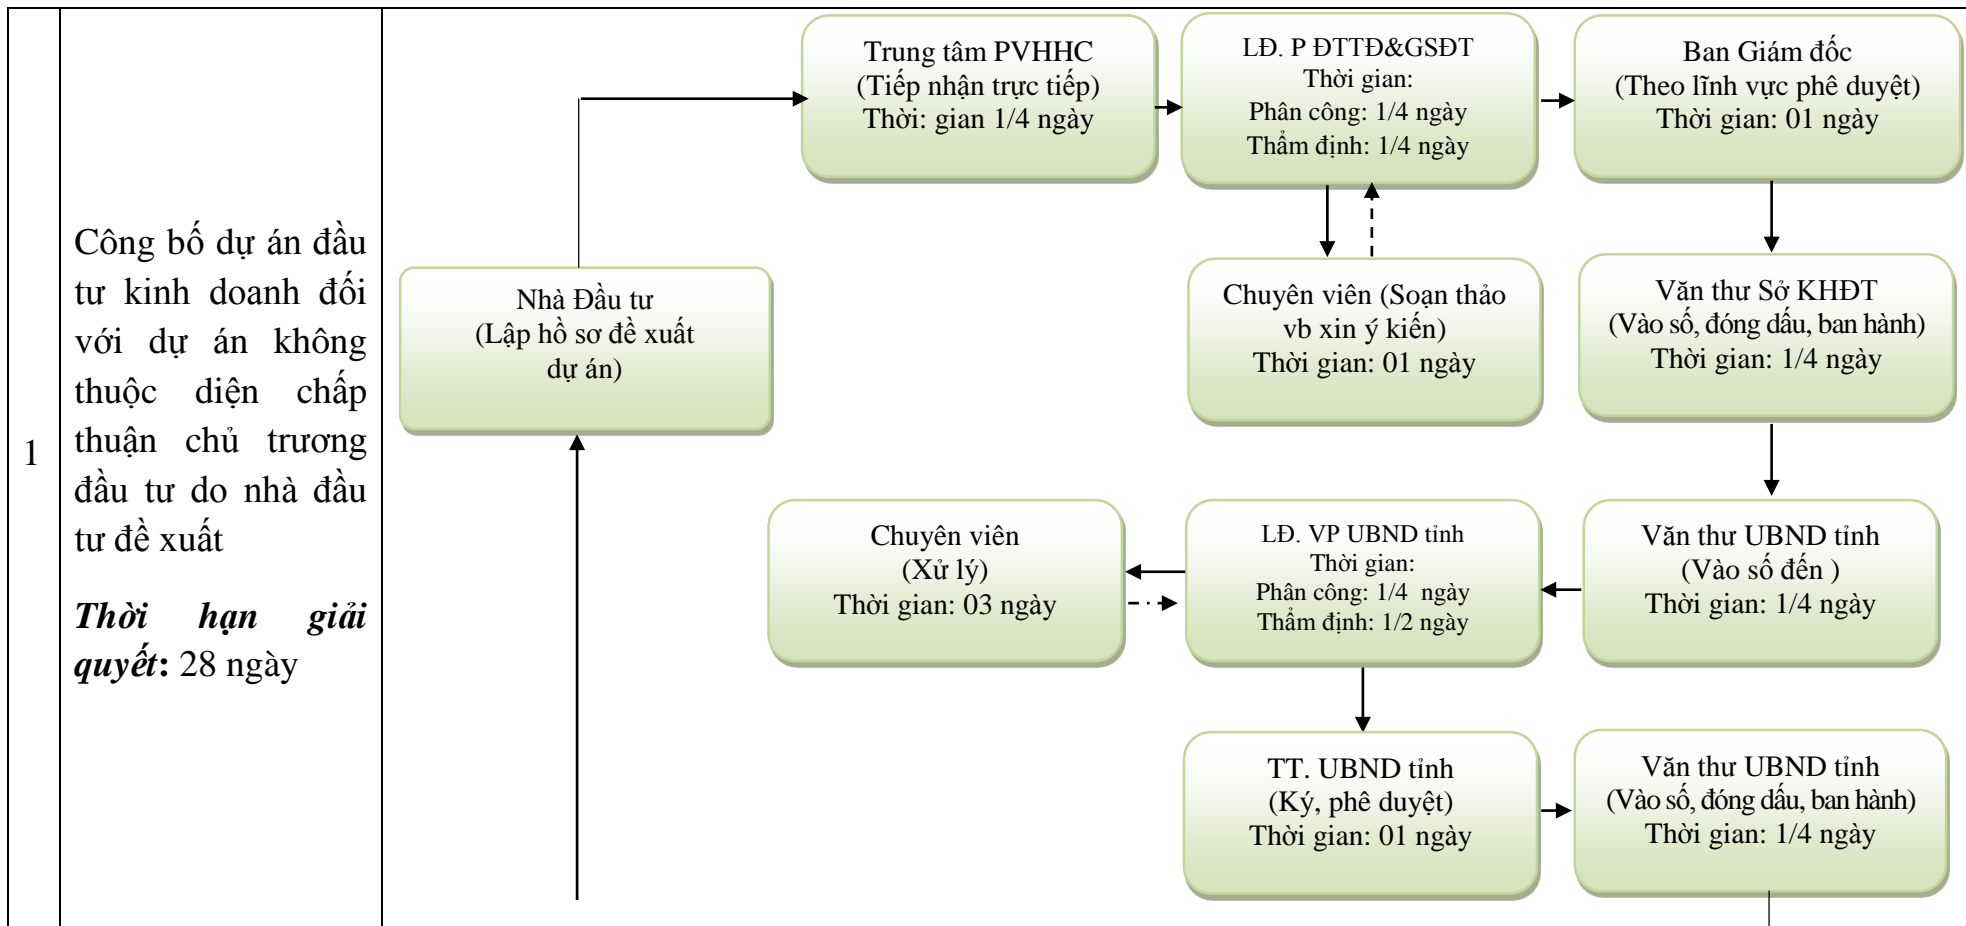 1
Công bố dự án đầu
tư kinh doanh đối
với dự án không
thuộc diện chấp
thuận chủ trương
đầu tư do nhà đầu
tư đề xuất
Thời hạn giải
quyết: 28 ngày
Nhà Đầu tư
(Lập hồ sơ đề xuất
dự án)
Trung tâm PVHHC
(Tiếp nhận trực tiếp)
Thời: gian 1/4 ngày
LĐ. P ĐTTĐ&GSĐT
Thời gian:
Phân công: 1/4 ngày
Thẩm định: 1/4 ngày
Ban Giám đốc
(Theo lĩnh vực phê duyệt)
Thời gian: 01 ngày
Chuyên viên (Soạn thảo
vb xin ý kiến)
Thời gian: 01 ngày
Văn thư Sở KHĐT
(Vào số, đóng dấu, ban hành)
Thời gian: 1/4 ngày
Chuyên viên
(Xử lý)
Thời gian: 03 ngày
LĐ. VP UBND tỉnh
Thời gian:
Phân công: 1/4 ngày
Thẩm định: 1/2 ngày
Văn thư UBND tỉnh
(Vào số đến )
Thời gian: 1/4 ngày
TT. UBND tỉnh
(Ký, phê duyệt)
Thời gian: 01 ngày
Văn thư UBND tỉnh
(Vào số, đóng dấu, ban hành)
Thời gian: 1/4 ngày